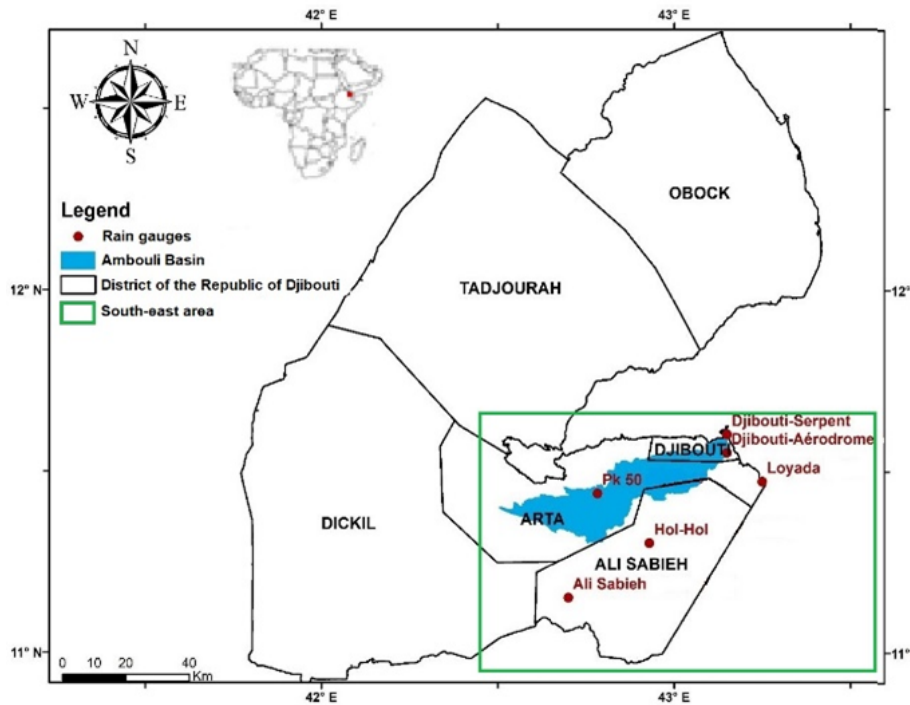 42° E
43° E
N
W
E
S
OBOCK
Legend
Rain gauges
Ambouli Basin
District of the Republic of Djibouti
South-east area
12° N
12° N
TADJOURAH
Djibouti-Serpent
Djibouti-Aérodrome
DJIBOUTI
Loyada
Pk 50
ARTA
DICKIL
Hol-Hol
ALI SABIEH
Ali Sabieh
11° N
11° N
0 10 20 40
Km
42° E
43° E